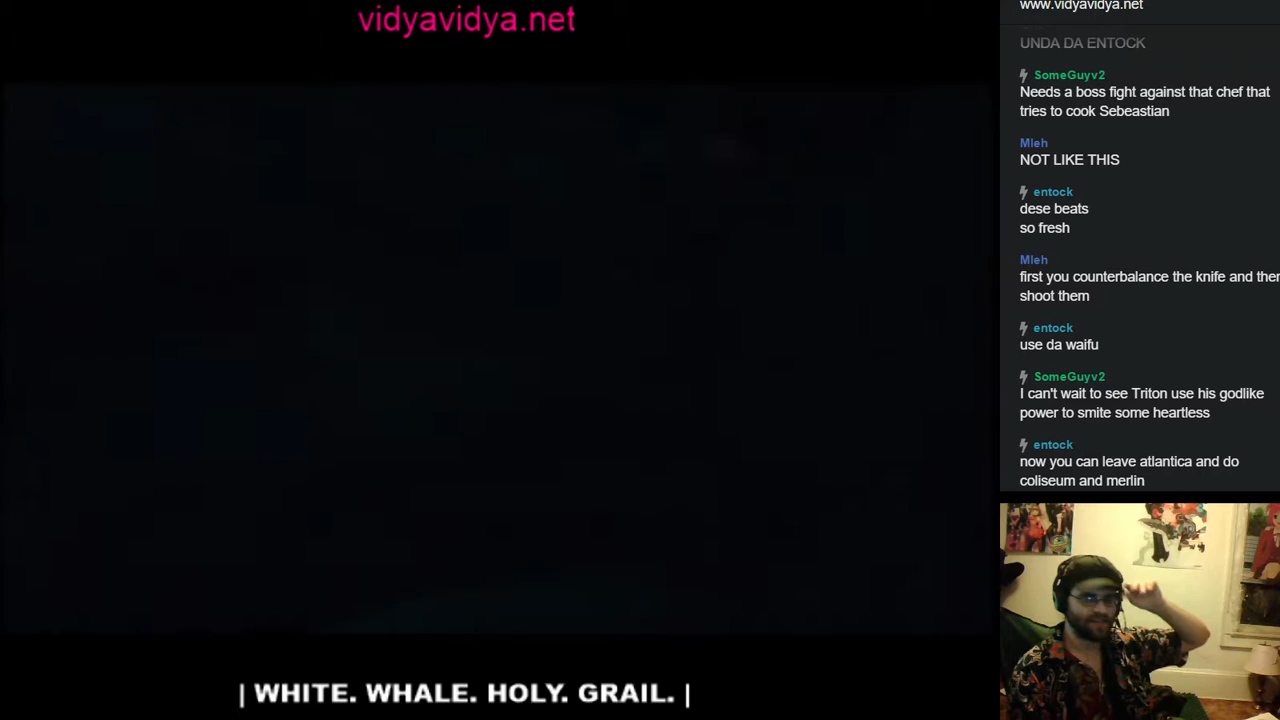 vidyavidya.net
www.vidyavidya.net
UNDA DA ENTOCK
SomeGuyv2
Needs a boss fight against that chef that
tries to cook Sebeastian
Mleh
NOT LIKE THIS
entock
dese beats
so fresh
Mleh
first you counterbalance the knife and then
shoot them
entock
use da waifu
SomeGuyv2
I can't wait to see Triton use his godlike
power to smite some heartless
entock
now you can leave atlantica and do
coliseum and merlin
| WHITE. WHALE. HOLY. GRAIL. |